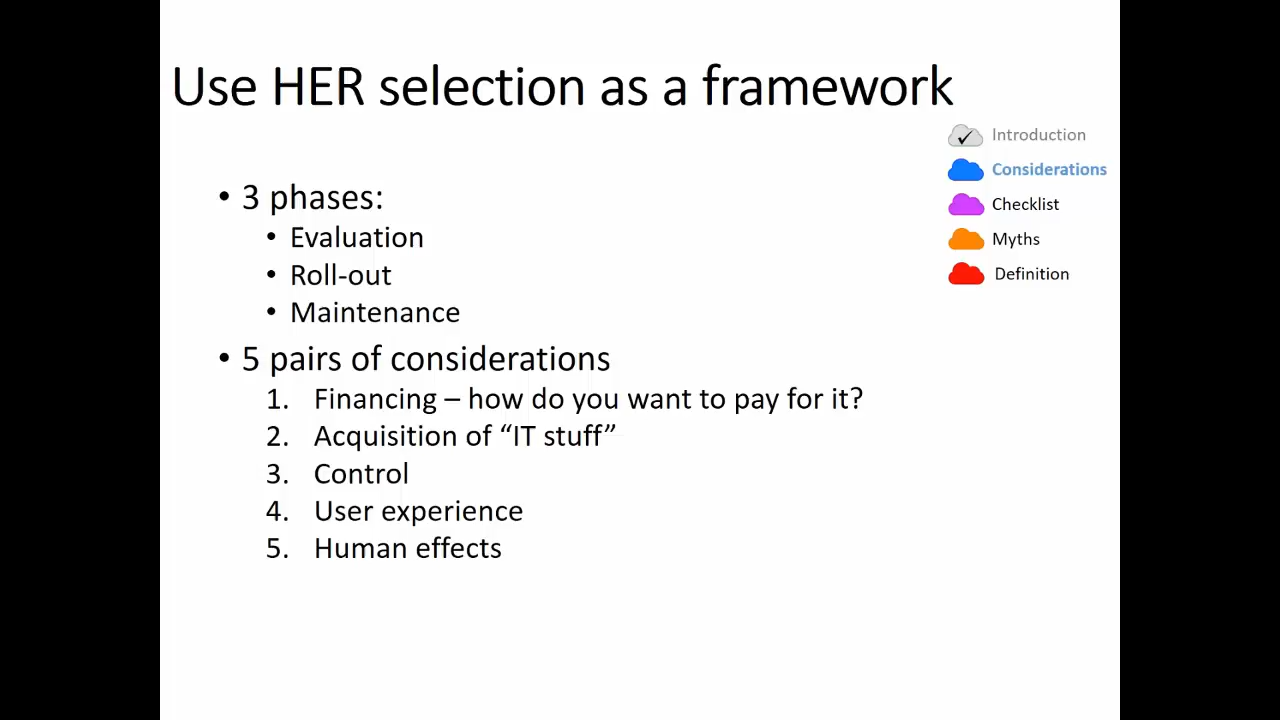 Use HER selection as a framework
Introduction
Considerations
Checklist
Myths
Definition
• 3 phases:
• Evaluation
• Roll-out
• Maintenance
• 5 pairs of considerations
1. Financing – how do you want to pay for it?
2. Acquisition of “IT stuff”
3. Control
4. User experience
5. Human effects